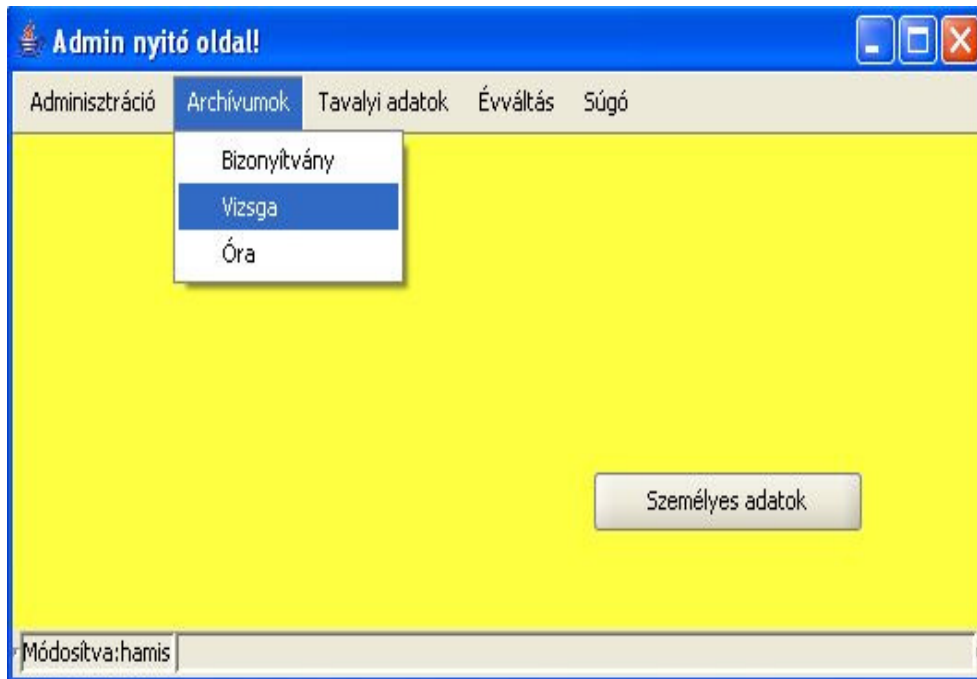 Admin nyitó oldal!
Adminisztráció Archívumok Tavalyi adatok Évváltás Súgó
Bizonyítvány
Vizsga
Óra
Személyes adatok
Módosítva:hamis